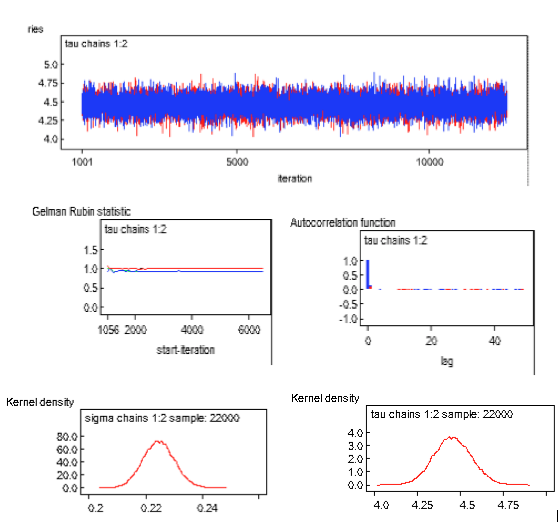 ries
tau chains 1:2
5.0
4.75
4.5
4.25
4.0
1001 5000 10000
iteration
Gelman Rubin statistic
tau chains 1:2
1.5
1.0
0.5
0.0
1056 2000 4000 6000
start-iteration
Autocorrelation function
tau chains 1:2
1.0
0.5
0.0
-0.5
-1.0
0 20 40
lag
Kernel density
sigma chains 1:2 sample: 22000
80.0
60.0
40.0
20.0
0.0
0.2 0.22 0.24
Kernel density
tau chains 1:2 sample: 22000
4.0
3.0
2.0
1.0
0.0
4.0 4.25 4.5 4.75